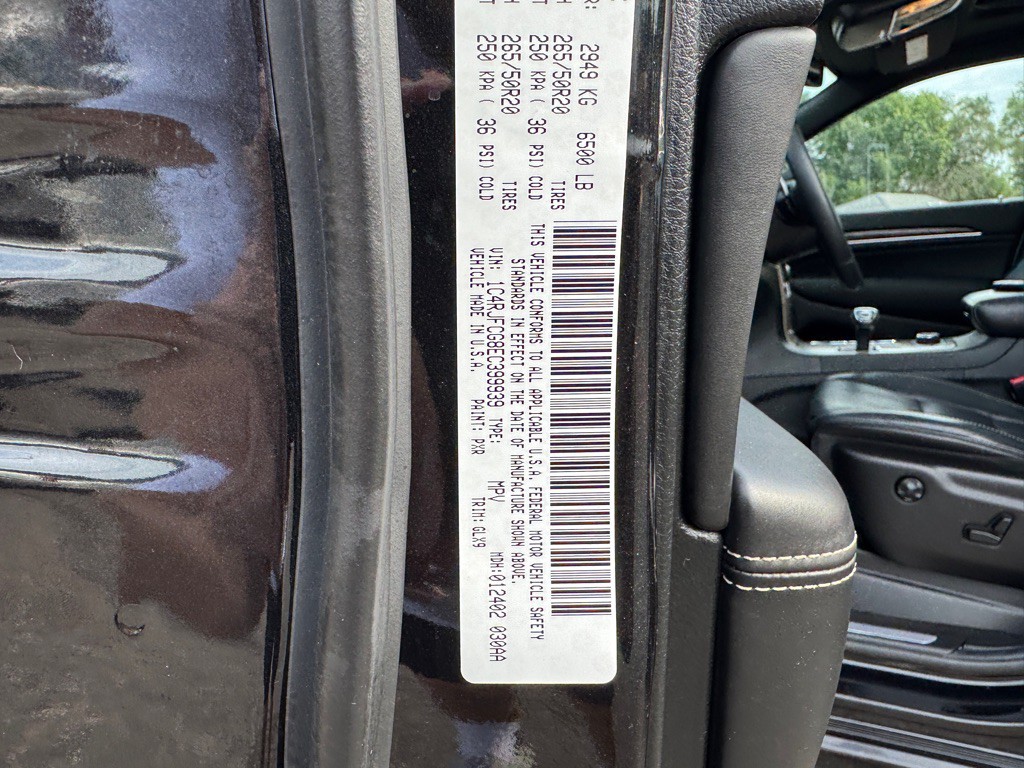 R: 2949 KG 6500 LB
265/50R20 TIRES
250 KPA ( 36 PSI) COLD
265/50R20 TIRES
250 KPA ( 36 PSI) COLD
THIS VEHICLE CONFORMS TO ALL APPLICABLE U.S.A. FEDERAL MOTOR VEHICLE SAFETY
STANDARDS IN EFFECT ON THE DATE OF MANUFACTURE SHOWN ABOVE.
VIN: 1C4RJFCG9EC399939 TYPE: MPV MDH:012402 030AA
VEHICLE MADE IN U.S.A. PAINT: PXR TRIM: GLX9